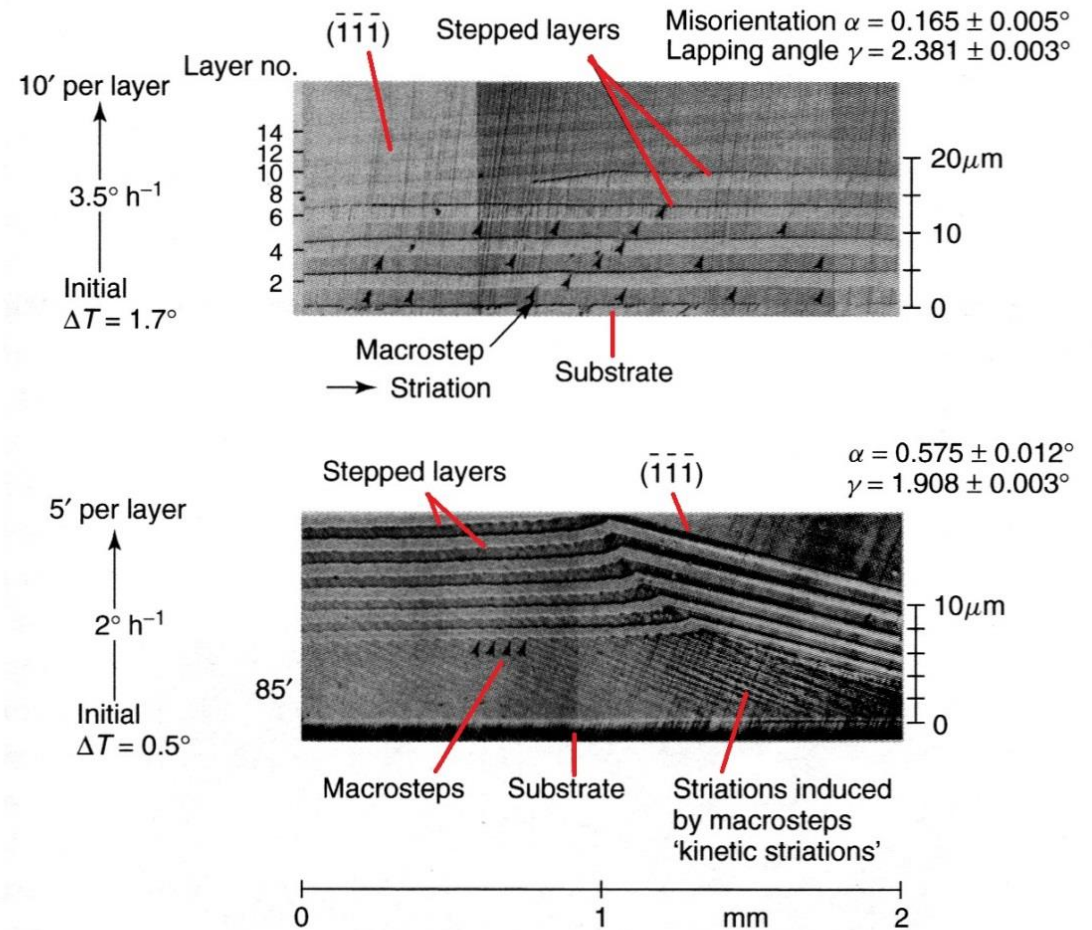 (1̄1̄1̄)
Stepped layers
Misorientation α = 0.165 ± 0.005°
Lapping angle γ = 2.381 ± 0.003°
Layer no.
10′ per layer
3.5° h⁻¹
Initial
ΔT = 1.7°
14
12
10
8
6
4
2
20μm
10
0
Macrostep
Striation
Substrate
α = 0.575 ± 0.012°
γ = 1.908 ± 0.003°
Stepped layers
(1̄1̄1̄)
5′ per layer
2° h⁻¹
Initial
ΔT = 0.5°
85′
10μm
0
Macrosteps
Substrate
Striations induced
by macrosteps
‘kinetic striations’
0
1
mm
2